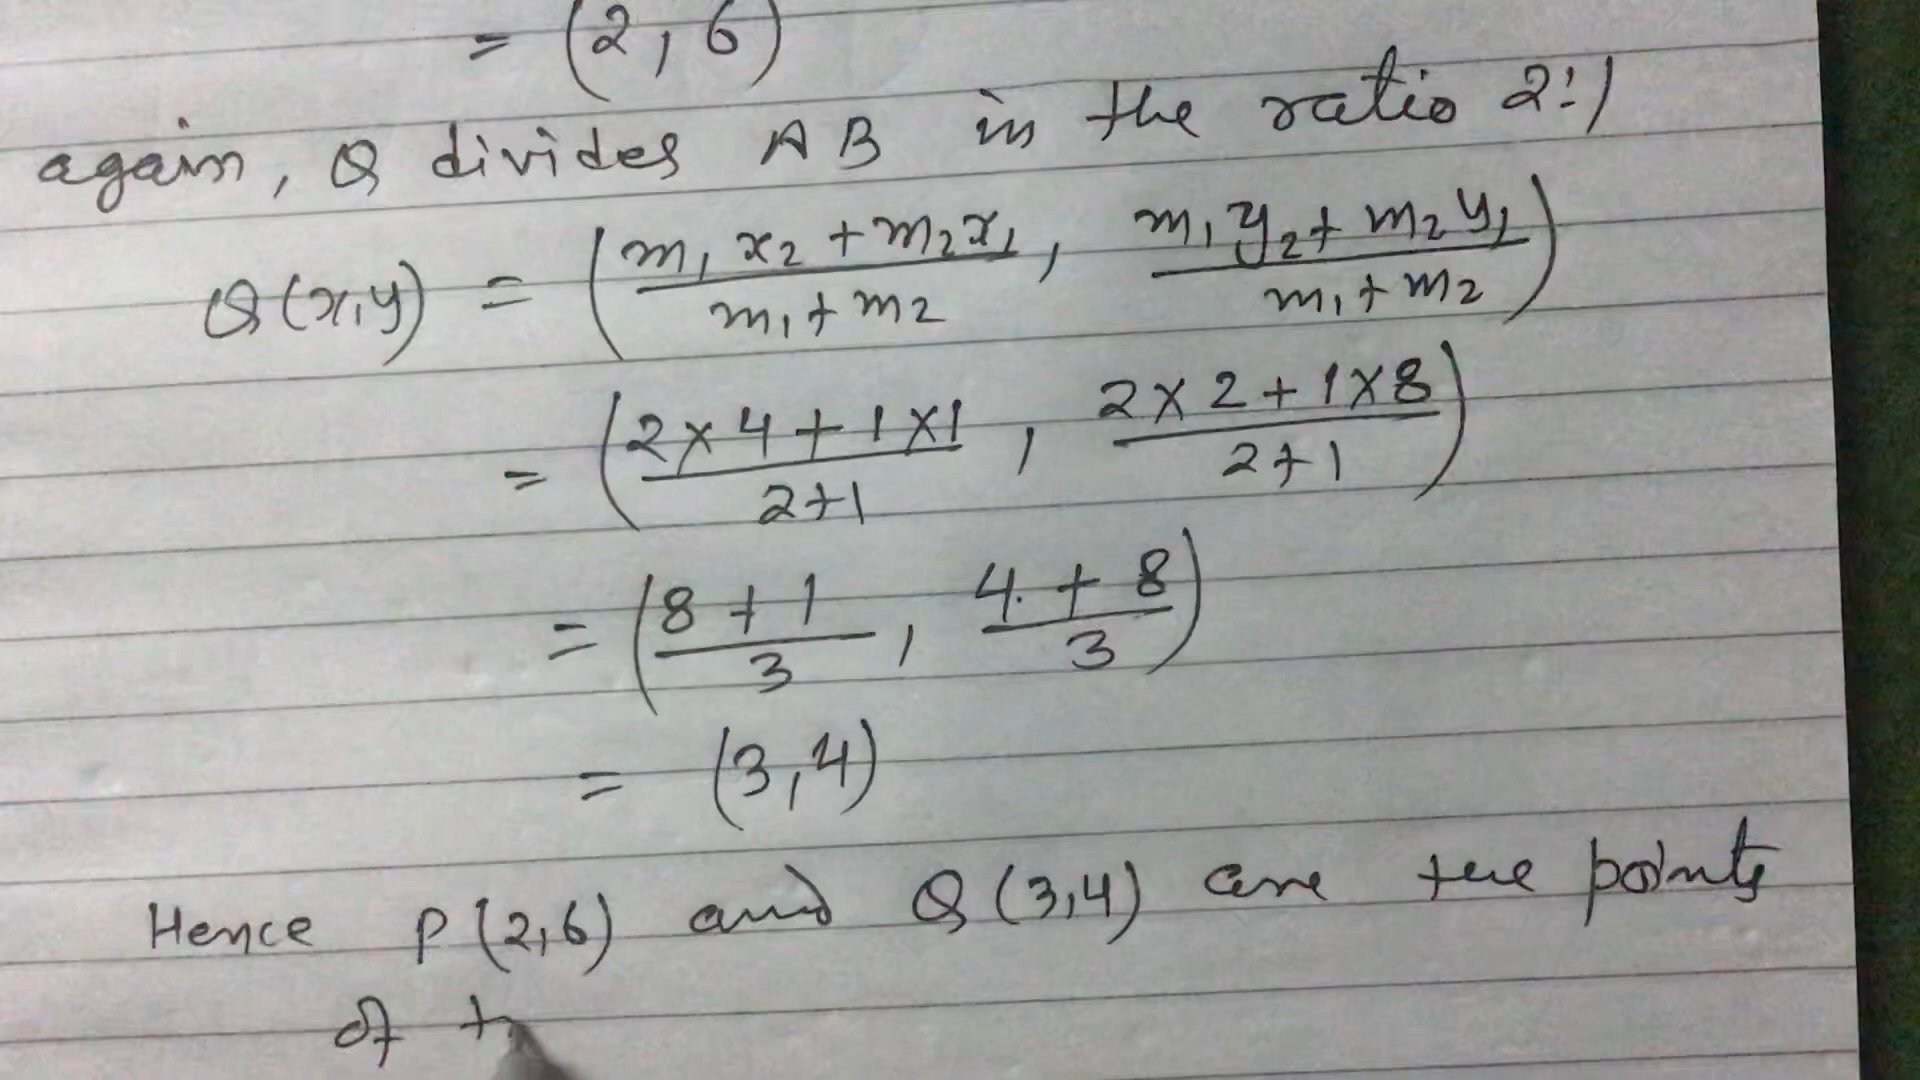 = (2, 6)
again, Q divides AB in the ratio 2:1
Q(x,y) = ( (m₁x₂ + m₂x₁)/(m₁ + m₂) , (m₁y₂ + m₂y₁)/(m₁ + m₂) )
= ( (2×4 + 1×1)/(2+1) , (2×2 + 1×8)/(2+1) )
= ( (8 + 1)/3 , (4 + 8)/3 )
= (3,4)
Hence P(2,6) and Q(3,4) are the points
of